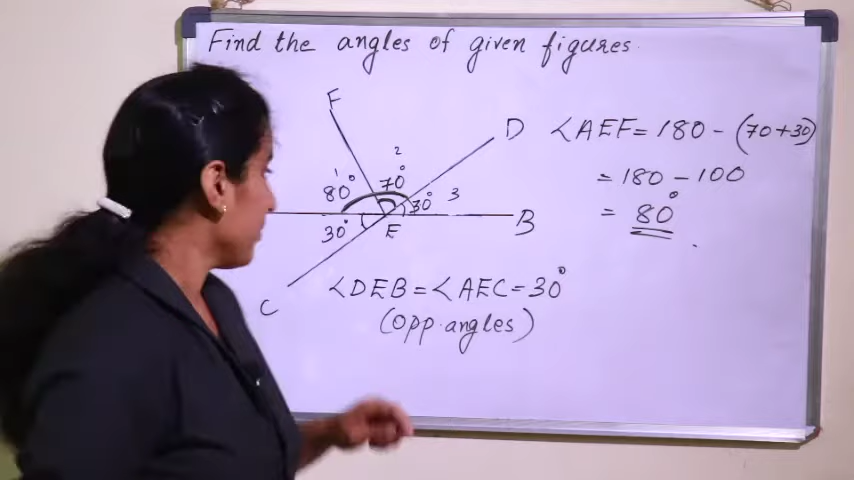 Find the angles of given figures.
F
D
1
2
3
80°
70°
30°
30°
E
B
C
∠AEF = 180 - (70+30)
= 180 - 100
= 80°
∠DEB = ∠AEC = 30°
(opp. angles)